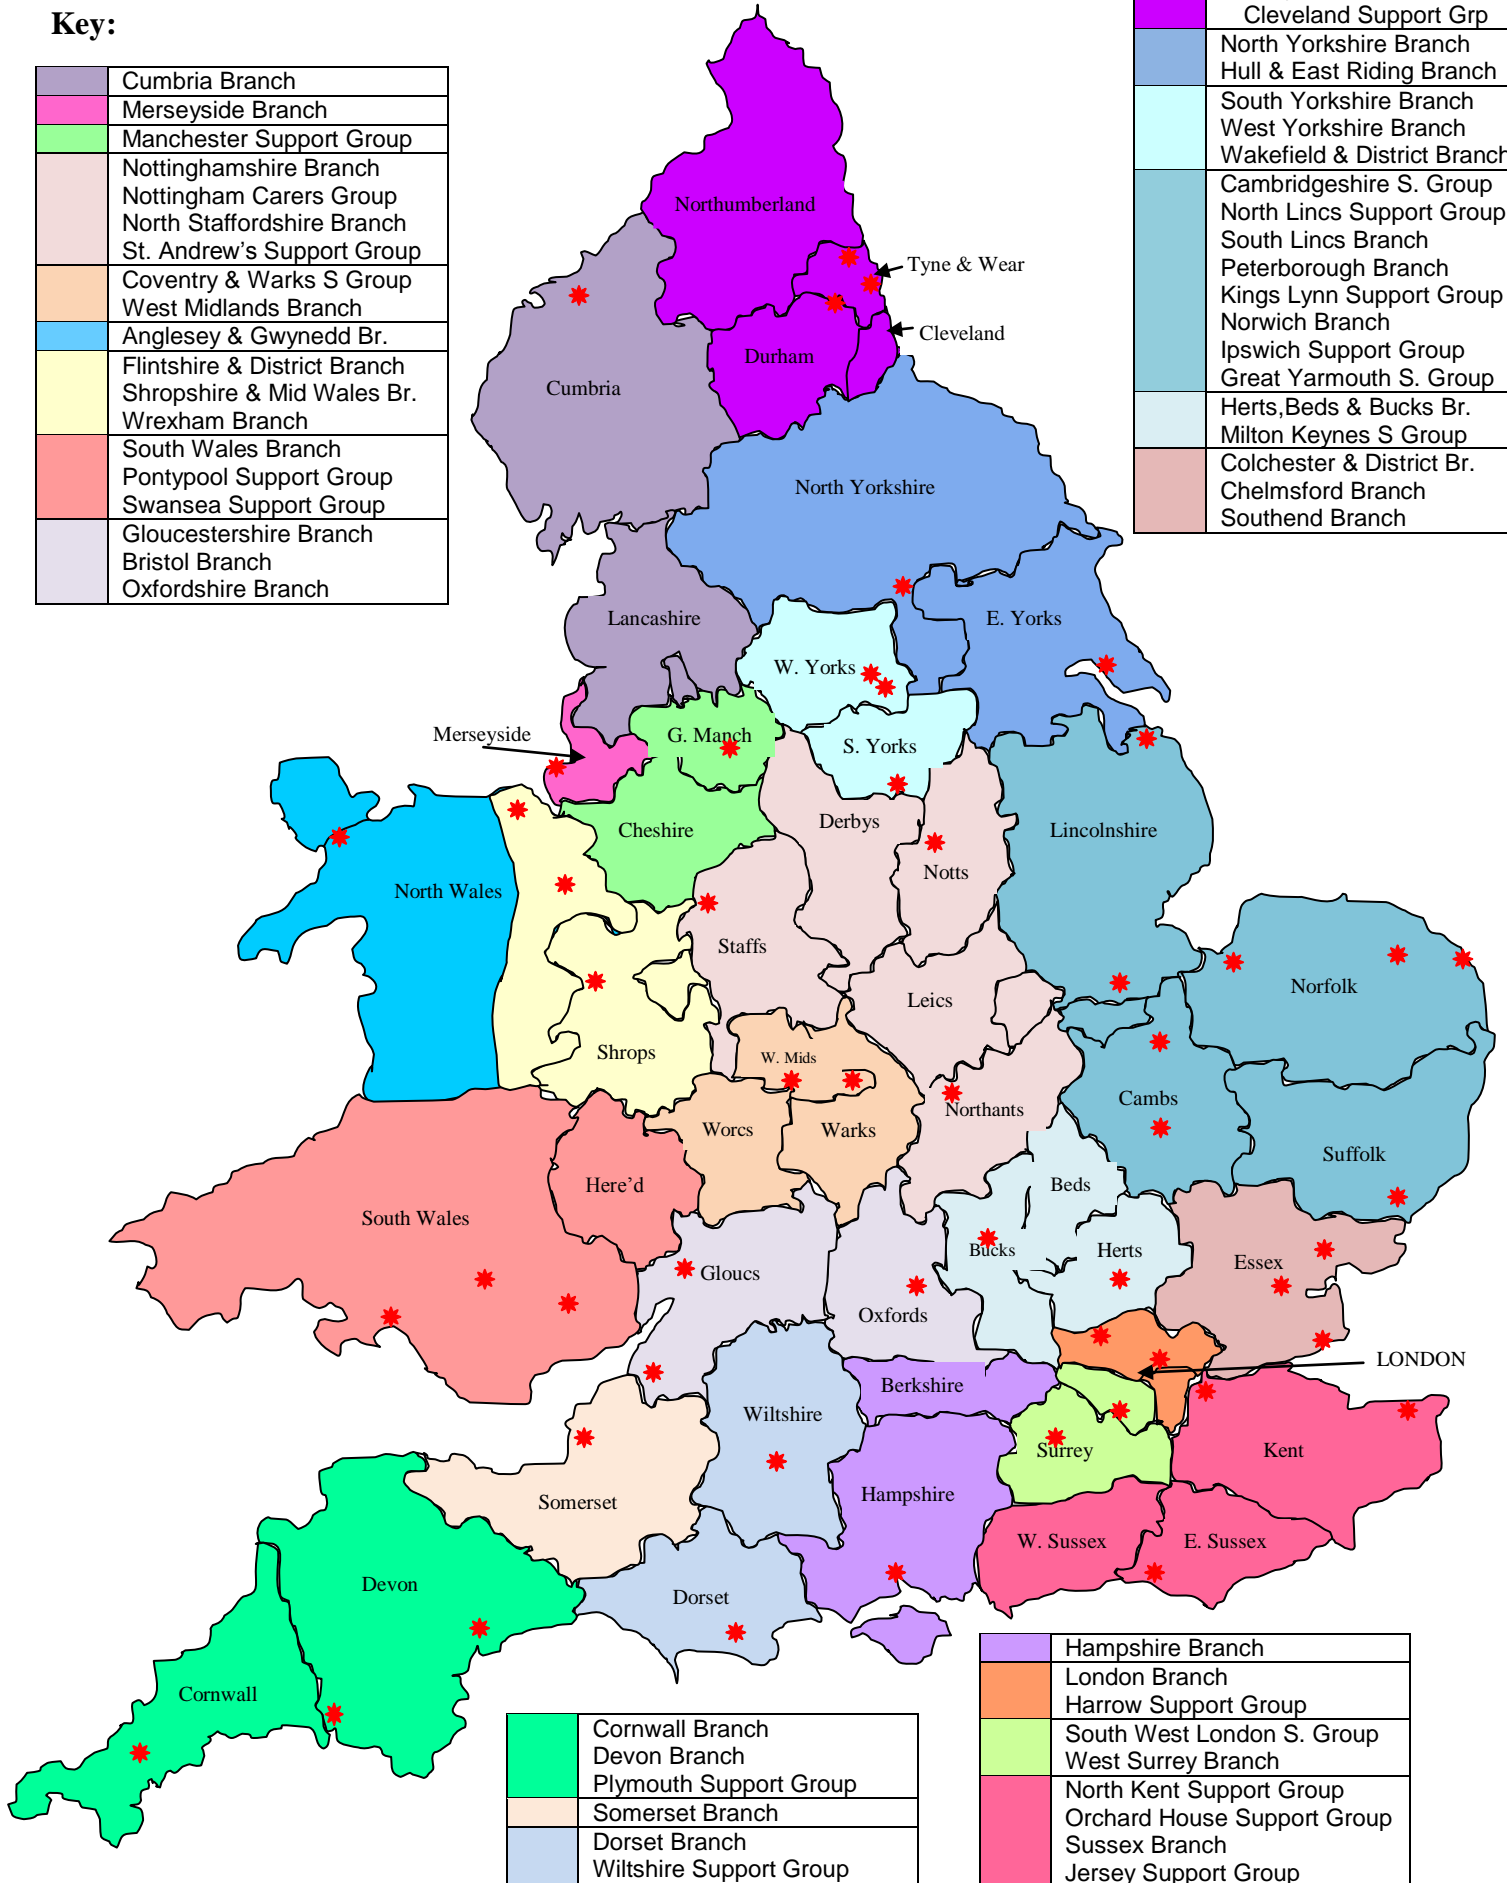 Key:
Cumbria Branch
Merseyside Branch
Manchester Support Group
Nottinghamshire Branch
Nottingham Carers Group
North Staffordshire Branch
St. Andrew's Support Group
Coventry & Warks S Group
West Midlands Branch
Anglesey & Gwynedd Br.
Flintshire & District Branch
Shropshire & Mid Wales Br.
Wrexham Branch
South Wales Branch
Pontypool Support Group
Swansea Support Group
Gloucestershire Branch
Bristol Branch
Oxfordshire Branch
Cleveland Support Grp
North Yorkshire Branch
Hull & East Riding Branch
South Yorkshire Branch
West Yorkshire Branch
Wakefield & District Branch
Cambridgeshire S. Group
North Lincs Support Group
South Lincs Branch
Peterborough Branch
Kings Lynn Support Group
Norwich Branch
Ipswich Support Group
Great Yarmouth S. Group
Herts,Beds & Bucks Br.
Milton Keynes S Group
Colchester & District Br.
Chelmsford Branch
Southend Branch
Northumberland
Tyne & Wear
Cleveland
Durham
Cumbria
North Yorkshire
Lancashire
E. Yorks
W. Yorks
Merseyside
G. Manch
S. Yorks
Cheshire
Derbys
Lincolnshire
Notts
North Wales
Staffs
Norfolk
Leics
Shrops
W. Mids
Cambs
Northants
Worcs
Warks
Suffolk
Here'd
Beds
South Wales
Bucks
Herts
Essex
Gloucs
Oxfords
LONDON
Berkshire
Wiltshire
Surrey
Kent
Hampshire
Somerset
W. Sussex
E. Sussex
Devon
Dorset
Cornwall
Cornwall Branch
Devon Branch
Plymouth Support Group
Somerset Branch
Dorset Branch
Wiltshire Support Group
Hampshire Branch
London Branch
Harrow Support Group
South West London S. Group
West Surrey Branch
North Kent Support Group
Orchard House Support Group
Sussex Branch
Jersey Support Group